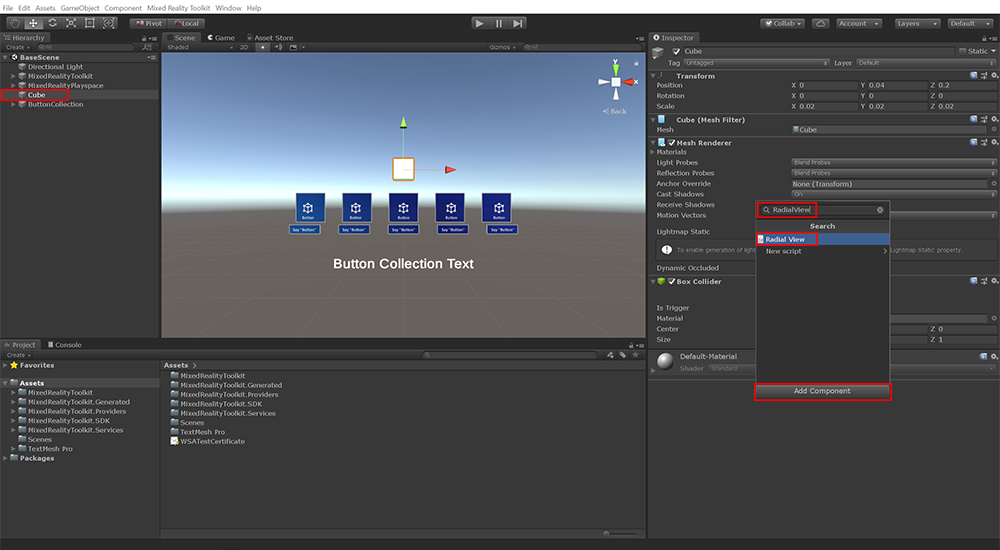 File Edit Assets GameObject Component Mixed Reality Toolkit Window Help
Pivot Local
Collab Account Layers Default
Hierarchy
Create All
BaseScene
Directional Light
MixedRealityToolkit
MixedRealityPlayspace
Cube
ButtonCollection
Scene Game Asset Store
Shaded 2D Gizmos All
y
x
Back
Button Button Button Button Button
Say "Button" Say "Button" Say "Button" Say "Button" Say "Button"
Button Collection Text
Inspector
Cube Static
Tag Untagged Layer Default
Transform
Position X 0 Y 0.04 Z 0.2
Rotation X 0 Y 0 Z 0
Scale X 0.02 Y 0.02 Z 0.02
Cube (Mesh Filter)
Mesh Cube
Mesh Renderer
Materials
Light Probes Blend Probes
Reflection Probes Blend Probes
Anchor Override None (Transform)
Cast Shadows On
Receive Shadows
Motion Vectors
Lightmap Static
To enable generation of ligh Lightmap Static' property.
Dynamic Occluded
Box Collider
Is Trigger
Material
Center Z 0
Size Z 1
Default-Material
Shader Standard
RadialView
Search
Radial View
New script
Add Component
Project Console
Create
Favorites
Assets
MixedRealityToolkit
MixedRealityToolkit.Generated
MixedRealityToolkit.Providers
MixedRealityToolkit.SDK
MixedRealityToolkit.Services
Scenes
TextMesh Pro
Packages
Assets
MixedRealityToolkit
MixedRealityToolkit.Generated
MixedRealityToolkit.Providers
MixedRealityToolkit.SDK
MixedRealityToolkit.Services
Scenes
TextMesh Pro
WSATestCertificate